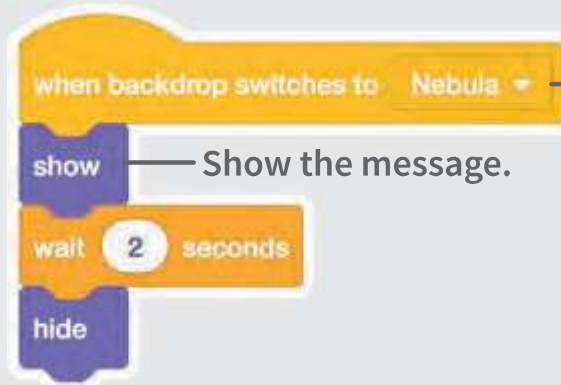 when backdrop switches to Nebula
show
Show the message.
wait 2 seconds
hide